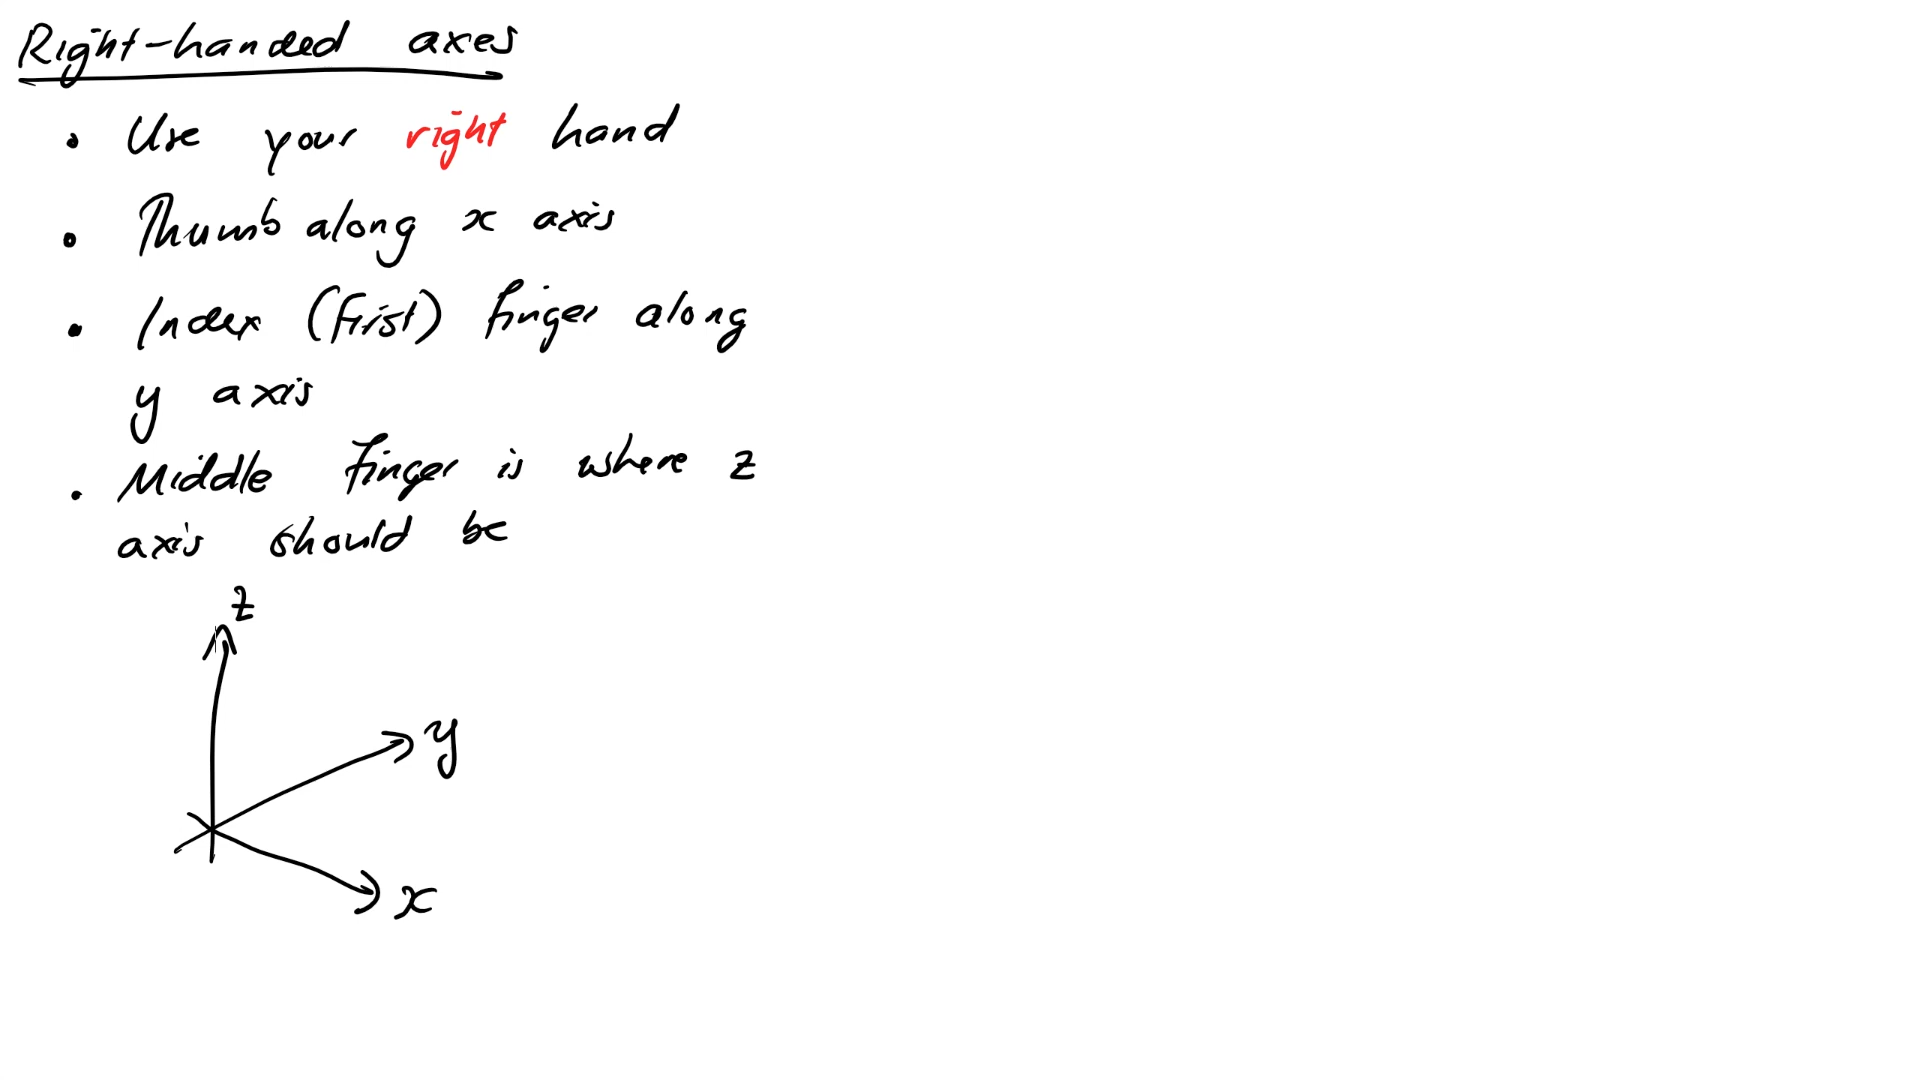 Right-handed axes
• Use your right hand
• Thumb along x axis
• Index (first) finger along
y axis
• Middle finger is where z
axis should be
z
y
x